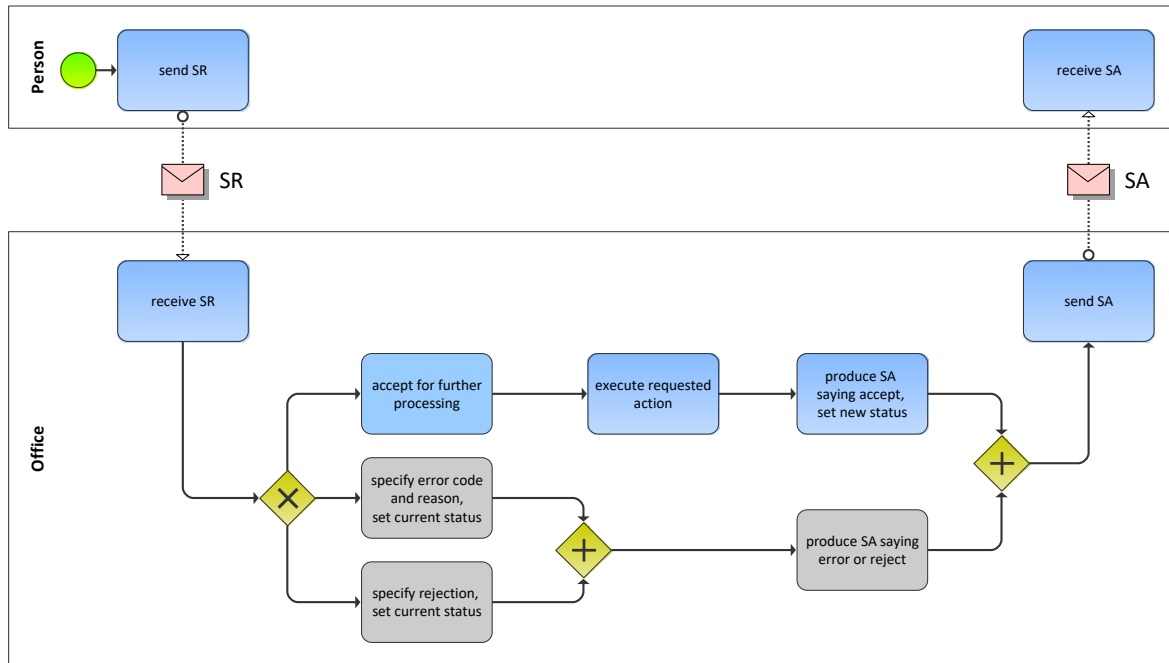 Person
send SR
receive SA
SR
SA
Office
receive SR
send SA
accept for further
processing
execute requested
action
produce SA
saying accept,
set new status
specify error code
and reason,
set current status
produce SA saying
error or reject
specify rejection,
set current status